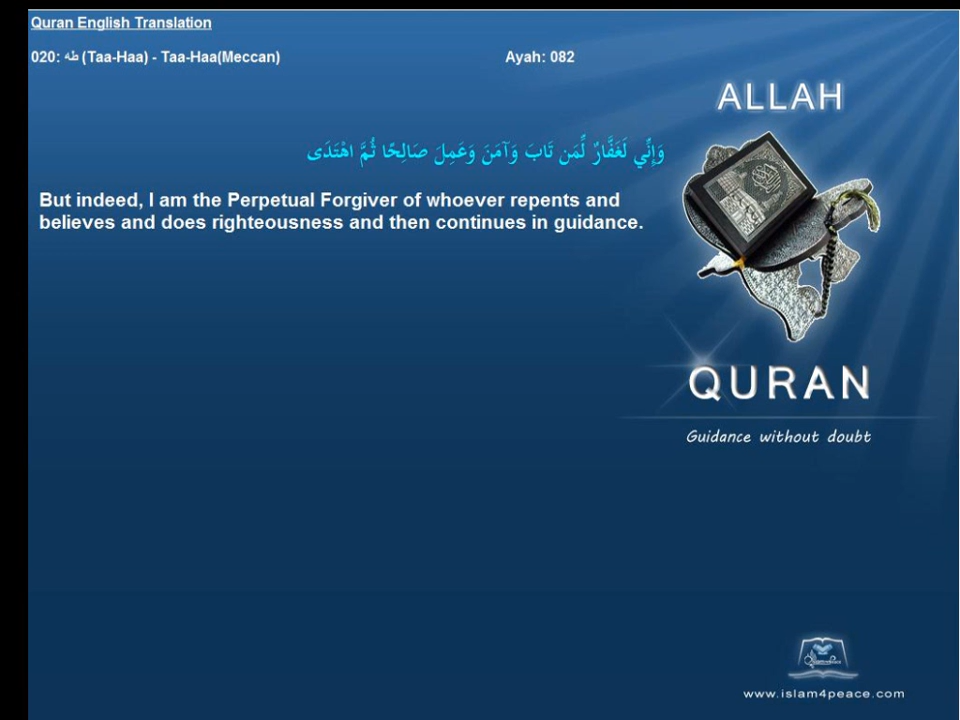 Quran English Translation
020: طه (Taa-Haa) - Taa-Haa(Meccan) Ayah: 082
ALLAH
وَإِنِّي لَغَفَّارٌ لِّمَن تَابَ وَآمَنَ وَعَمِلَ صَالِحًا ثُمَّ اهْتَدَى
But indeed, I am the Perpetual Forgiver of whoever repents and
believes and does righteousness and then continues in guidance.
QURAN
Guidance without doubt
www.islam4peace.com